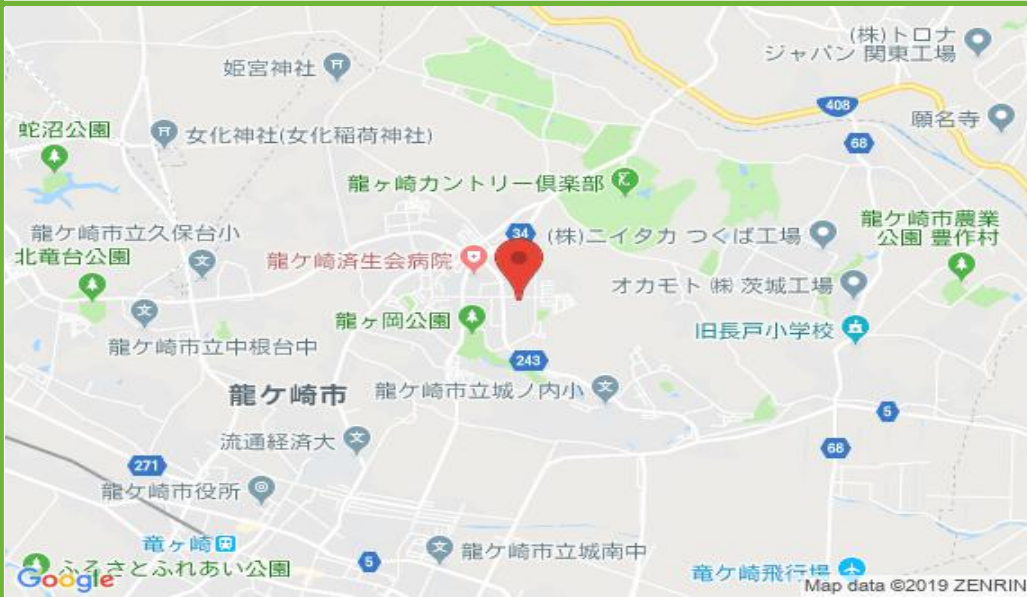 (株)トロナ
ジャパン 関東工場
姫宮神社
408
願名寺
蛇沼公園
女化神社(女化稲荷神社)
68
龍ヶ崎カントリー倶楽部
龍ケ崎市立久保台小
34
(株)ニイタカ つくば工場
龍ケ崎市農業
公園 豊作村
北竜台公園
龍ケ崎済生会病院
オカモト ㈱ 茨城工場
龍ヶ岡公園
旧長戸小学校
龍ケ崎市立中根台中
243
龍ケ崎市
龍ケ崎市立城ノ内小
5
流通経済大
68
271
龍ケ崎市役所
竜ヶ崎
5
龍ケ崎市立城南中
ふるさとふれあい公園
竜ケ崎飛行場
Google
Map data ©2019 ZENRIN